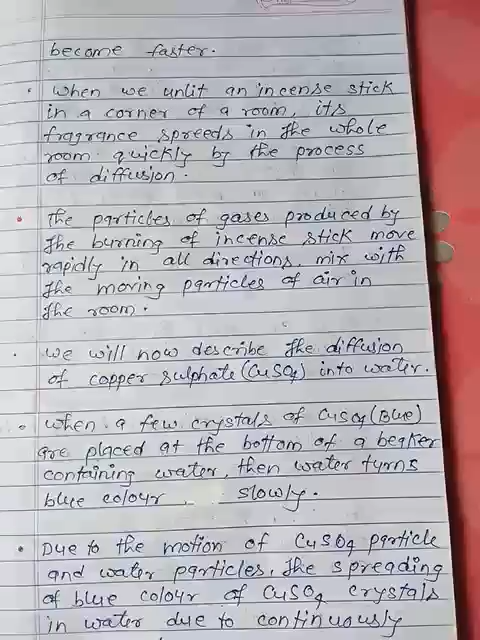 become faster.
• When we unlit an incense stick
in a corner of a room, its
fragrance spreeds in the whole
room quickly by the process
of diffusion.
• The particles of gases produced by
the burning of incense stick move
rapidly in all directions, mix with
the moving particles of air in
the room.
• We will now describe the diffusion
of copper sulphate (CuSO4) into water.
• When a few crystals of CuSO4 (Blue)
are placed at the bottom of a beaker
containing water, then water turns
blue colour slowly.
• Due to the motion of CuSO4 particle
and water particles, the spreading
of blue colour of CuSO4 crystals
in water due to continuously